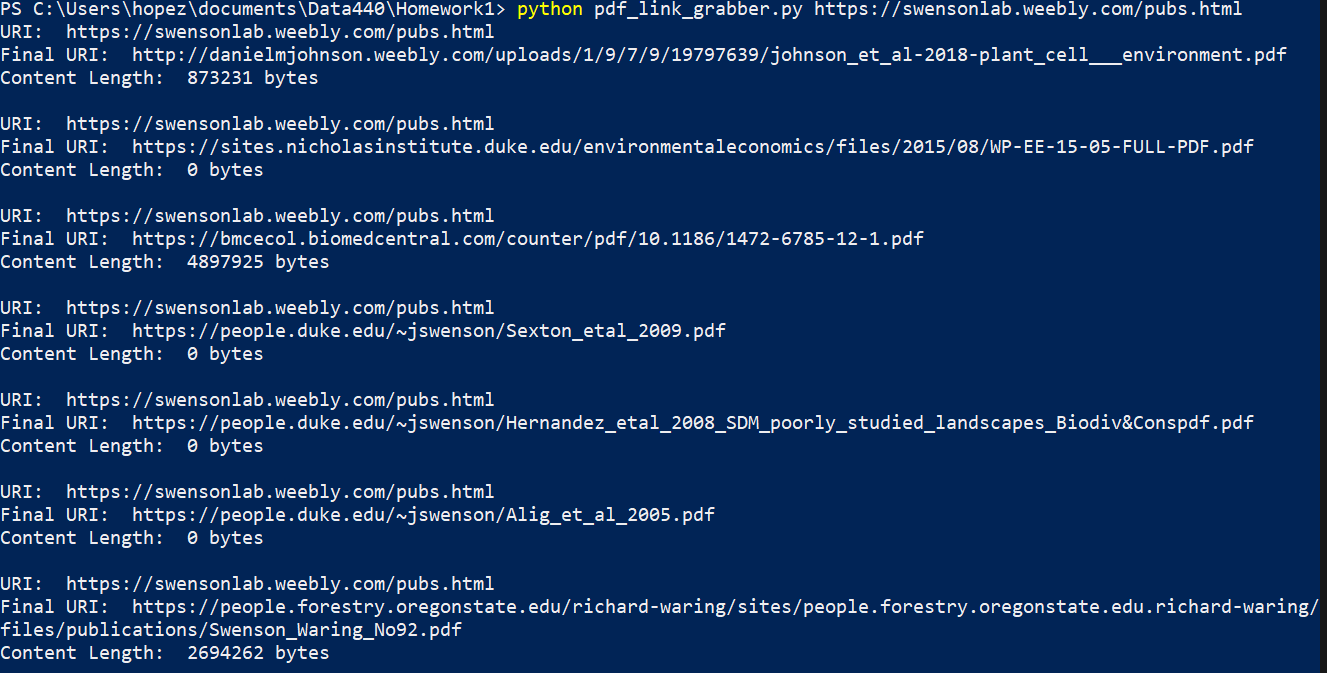 PS C:\Users\hopez\documents\Data440\Homework1> python pdf_link_grabber.py https://swensonlab.weebly.com/pubs.html
URI:  https://swensonlab.weebly.com/pubs.html
Final URI:  http://danielmjohnson.weebly.com/uploads/1/9/7/9/19797639/johnson_et_al-2018-plant_cell___environment.pdf
Content Length:  873231 bytes

URI:  https://swensonlab.weebly.com/pubs.html
Final URI:  https://sites.nicholasinstitute.duke.edu/environmentaleconomics/files/2015/08/WP-EE-15-05-FULL-PDF.pdf
Content Length:  0 bytes

URI:  https://swensonlab.weebly.com/pubs.html
Final URI:  https://bmcecol.biomedcentral.com/counter/pdf/10.1186/1472-6785-12-1.pdf
Content Length:  4897925 bytes

URI:  https://swensonlab.weebly.com/pubs.html
Final URI:  https://people.duke.edu/~jswenson/Sexton_etal_2009.pdf
Content Length:  0 bytes

URI:  https://swensonlab.weebly.com/pubs.html
Final URI:  https://people.duke.edu/~jswenson/Hernandez_etal_2008_SDM_poorly_studied_landscapes_Biodiv&Conspdf.pdf
Content Length:  0 bytes

URI:  https://swensonlab.weebly.com/pubs.html
Final URI:  https://people.duke.edu/~jswenson/Alig_et_al_2005.pdf
Content Length:  0 bytes

URI:  https://swensonlab.weebly.com/pubs.html
Final URI:  https://people.forestry.oregonstate.edu/richard-waring/sites/people.forestry.oregonstate.edu.richard-waring/
files/publications/Swenson_Waring_No92.pdf
Content Length:  2694262 bytes